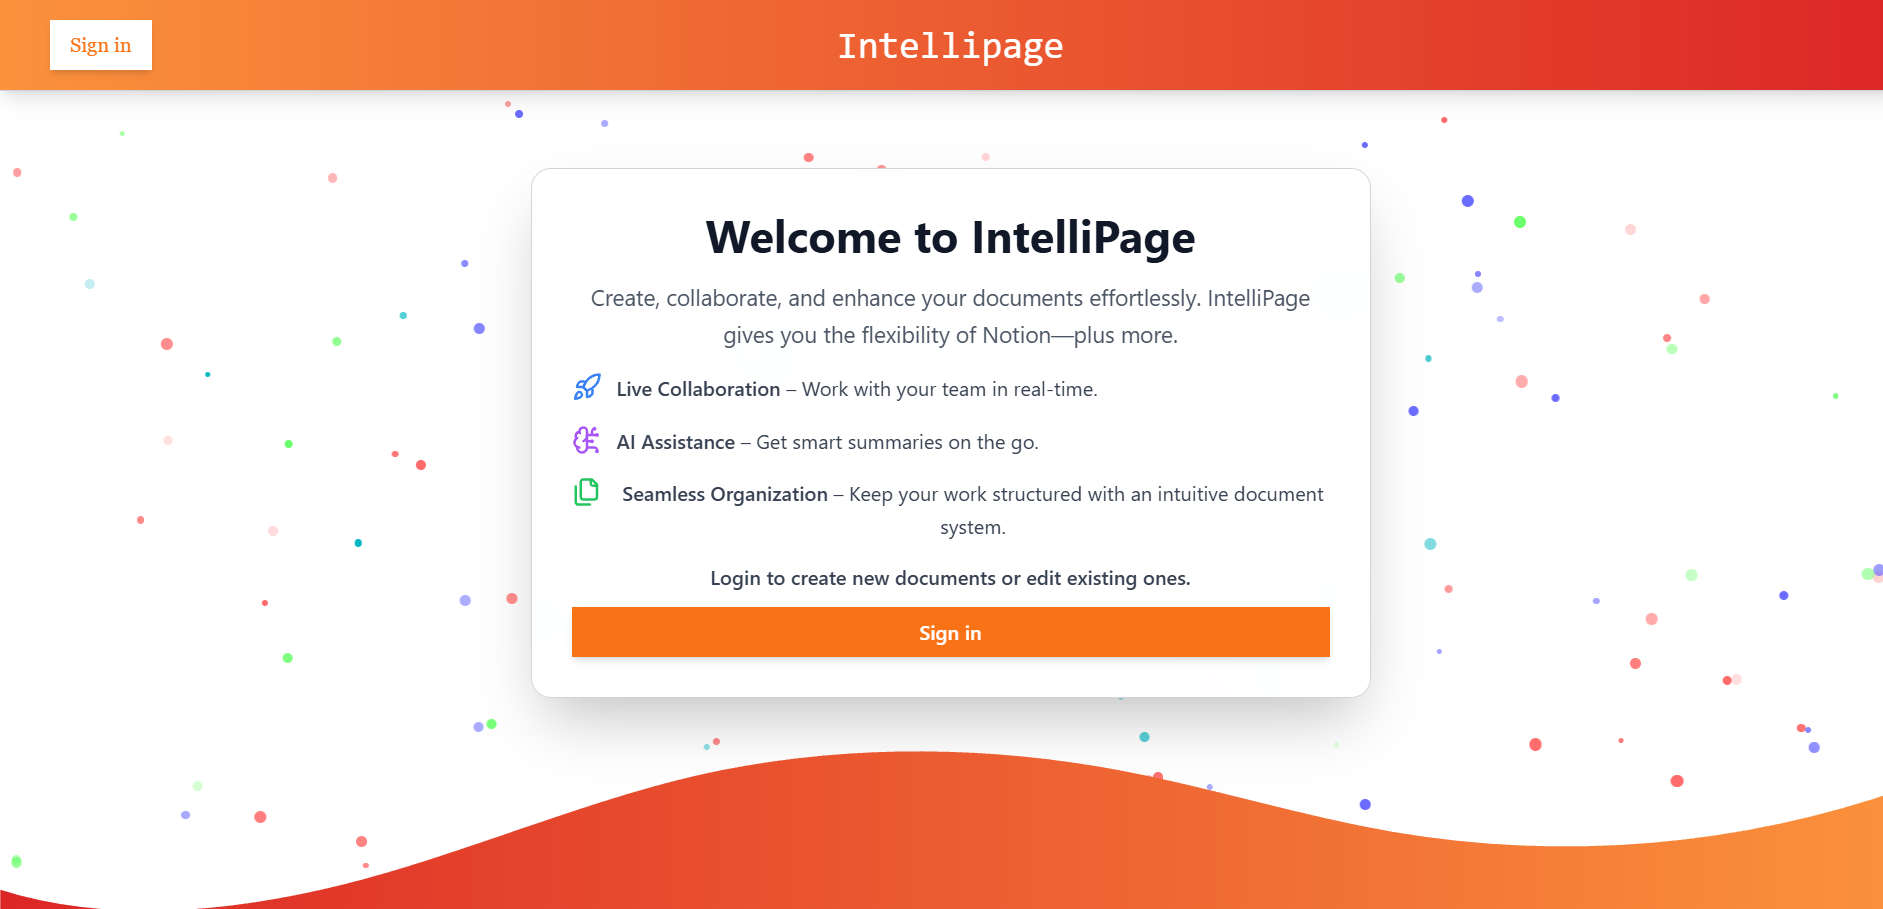 Sign in
Intellipage
Welcome to IntelliPage
Create, collaborate, and enhance your documents effortlessly. IntelliPage
gives you the flexibility of Notion—plus more.
Live Collaboration – Work with your team in real-time.
AI Assistance – Get smart summaries on the go.
Seamless Organization – Keep your work structured with an intuitive document
system.
Login to create new documents or edit existing ones.
Sign in